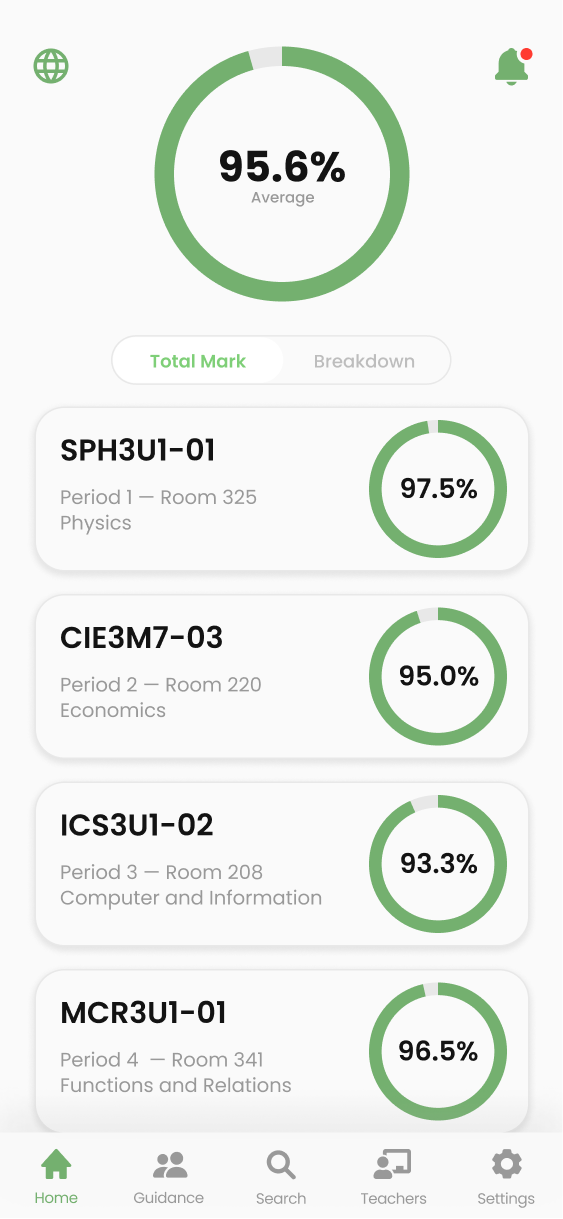 95.6%
Average
Total Mark
Breakdown
SPH3U1-01
Period 1 — Room 325
Physics
97.5%
CIE3M7-03
Period 2 — Room 220
Economics
95.0%
ICS3U1-02
Period 3 — Room 208
Computer and Information
93.3%
MCR3U1-01
Period 4 — Room 341
Functions and Relations
96.5%
Home
Guidance
Search
Teachers
Settings